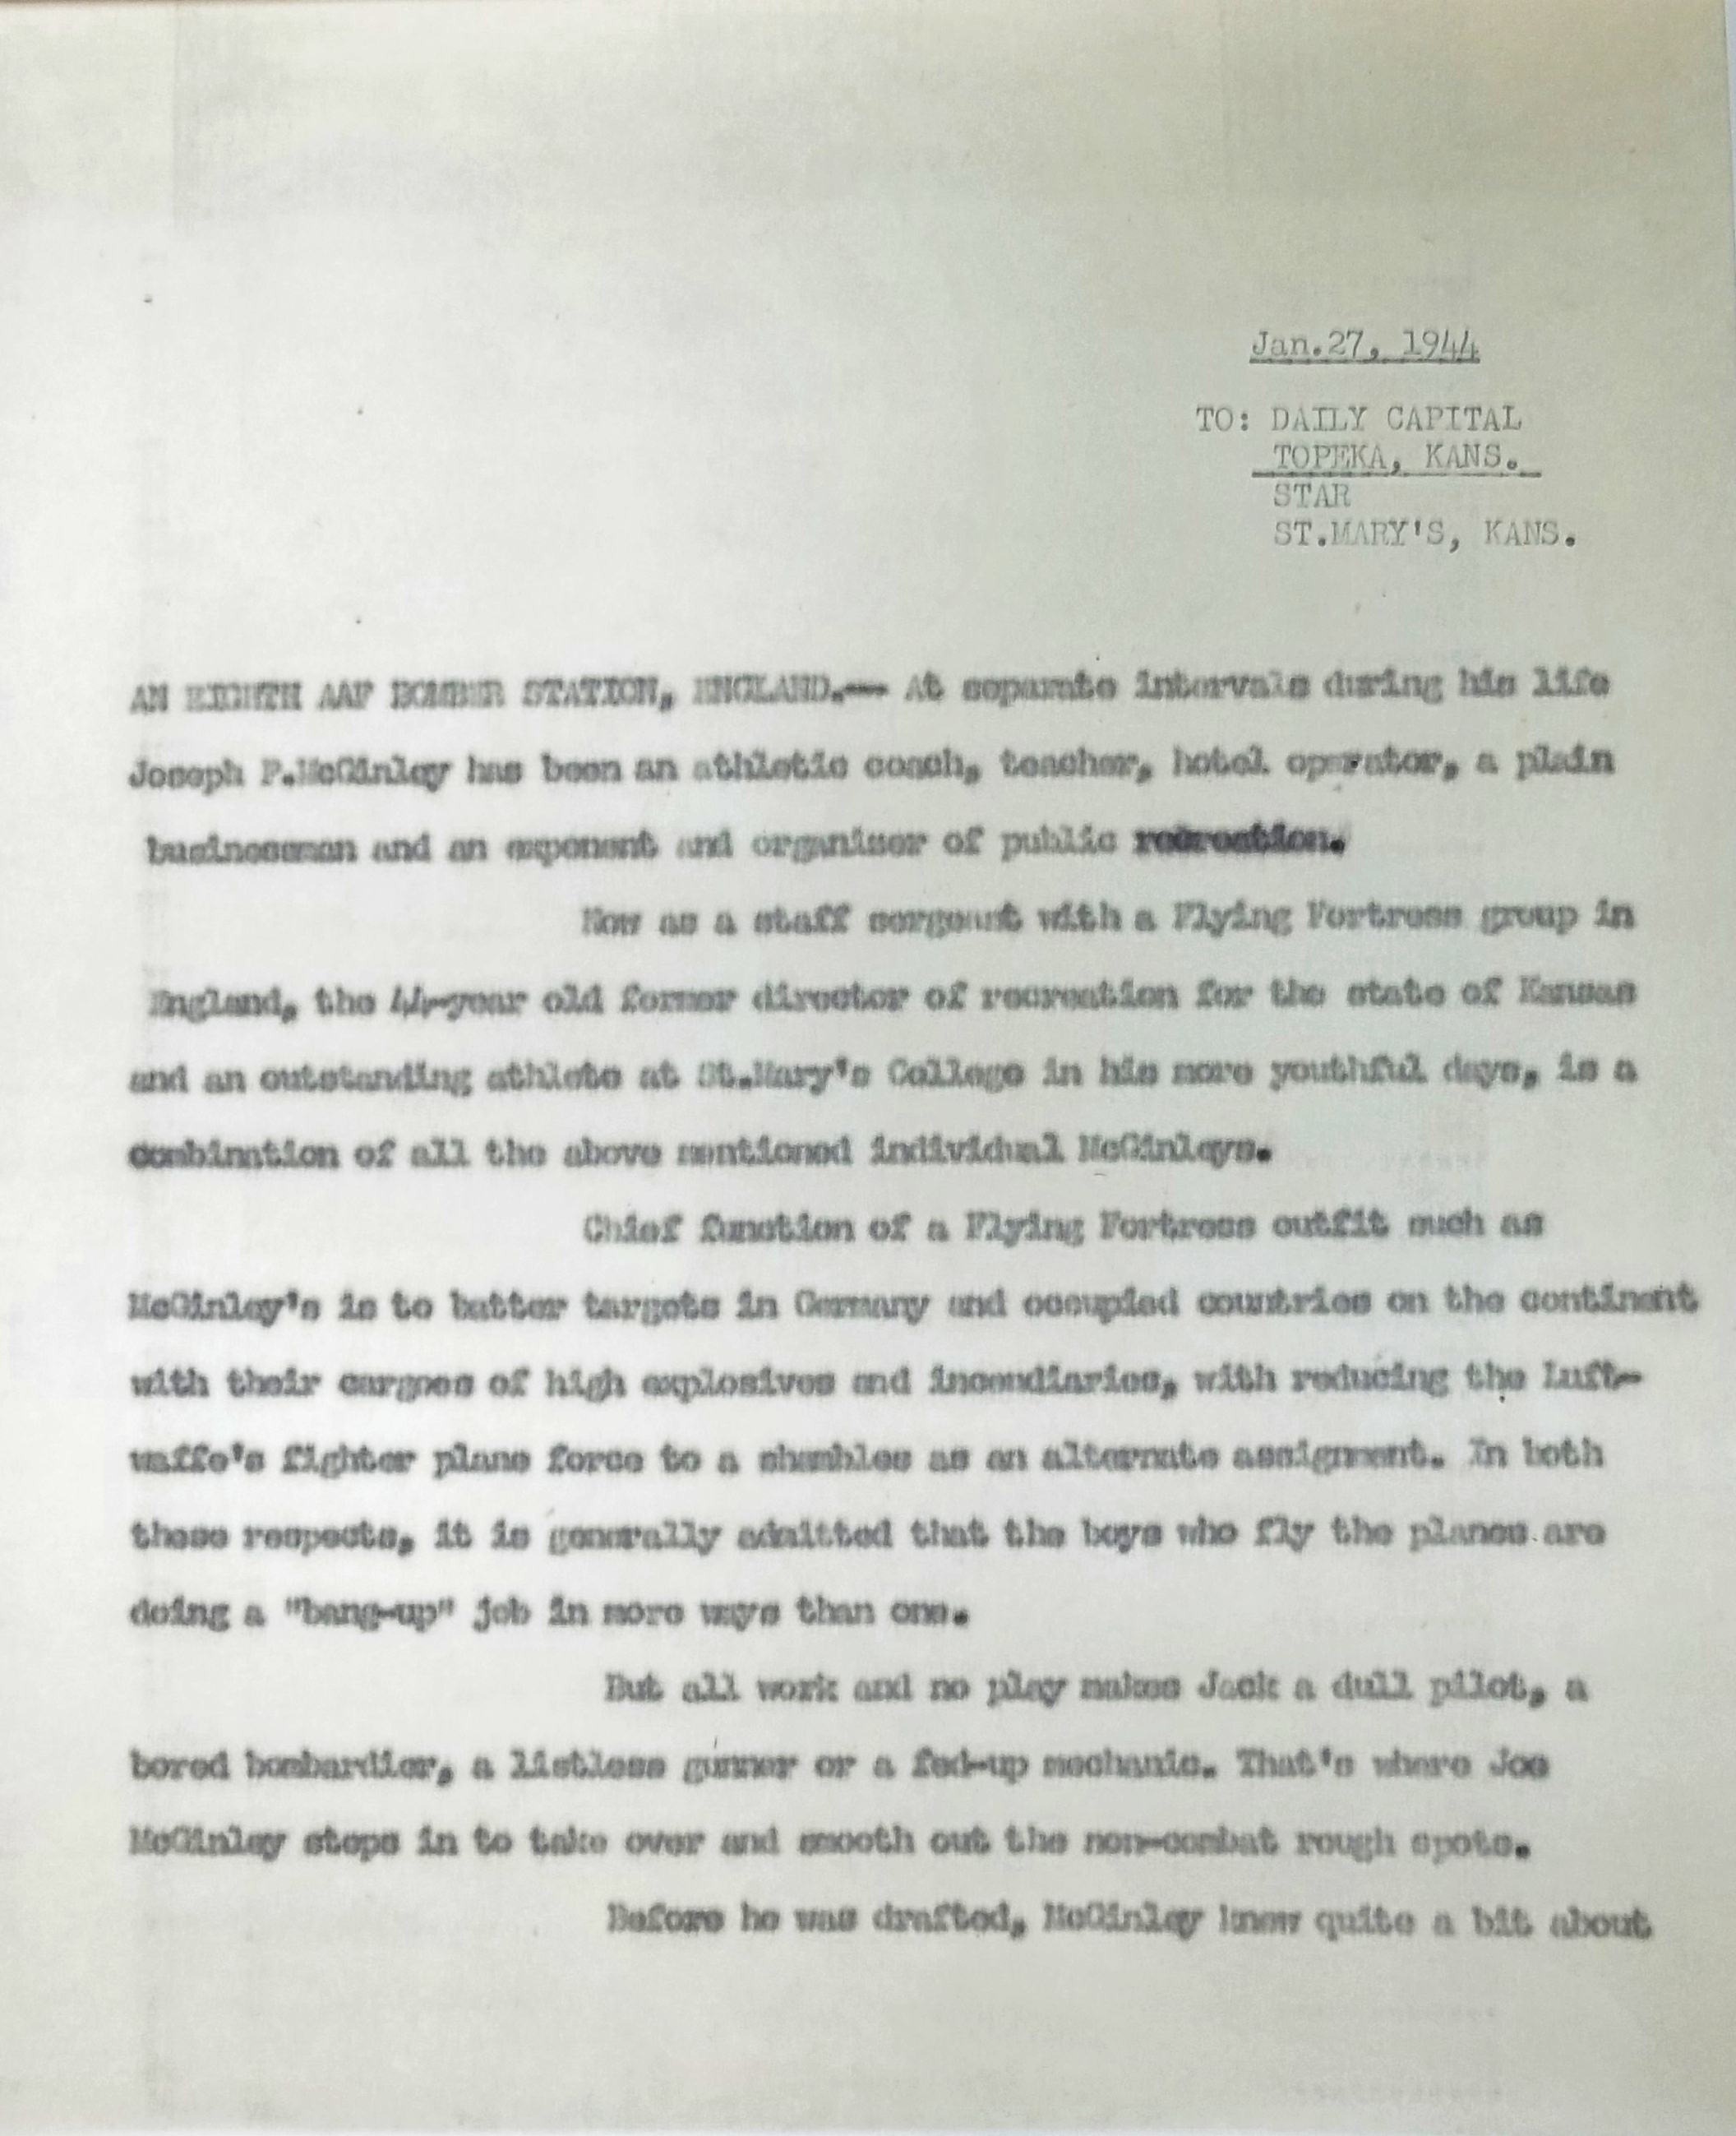 Jan.27, 1944
TO: DAILY CAPITAL
TOPEKA, KANS.
STAR
ST.MARY'S, KANS.
AN EIGHTH AAF BOMBER STATION, ENGLAND.-- At separate intervals during his life
Joseph P.McGinley has been an athletic coach, teacher, hotel operator, a plain
businessman and an exponent and organizer of public recreation.
Now as a staff sergeant with a Flying Fortress group in
England, the 44-year old former director of recreation for the state of Kansas
and an outstanding athlete at St.Mary's College in his more youthful days, is a
combination of all the above mentioned individual McGinleys.
Chief function of a Flying Fortress outfit such as
McGinley's is to batter targets in Germany and occupied countries on the continent
with their cargoes of high explosives and incendiaries, with reducing the Luft-
waffe's fighter plane force to a shambles as an alternate assignment. In both
these respects, it is generally admitted that the boys who fly the planes are
doing a "bang-up" job in more ways than one.
But all work and no play makes Jack a dull pilot, a
bored bombardier, a listless gunner or a fed-up mechanic. That's where Joe
McGinley steps in to take over and smooth out the non-combat rough spots.
Before he was drafted, McGinley knew quite a bit about